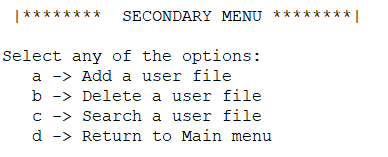 |******** SECONDARY MENU ********|
Select any of the options:
a -> Add a user file
b -> Delete a user file
c -> Search a user file
d -> Return to Main menu